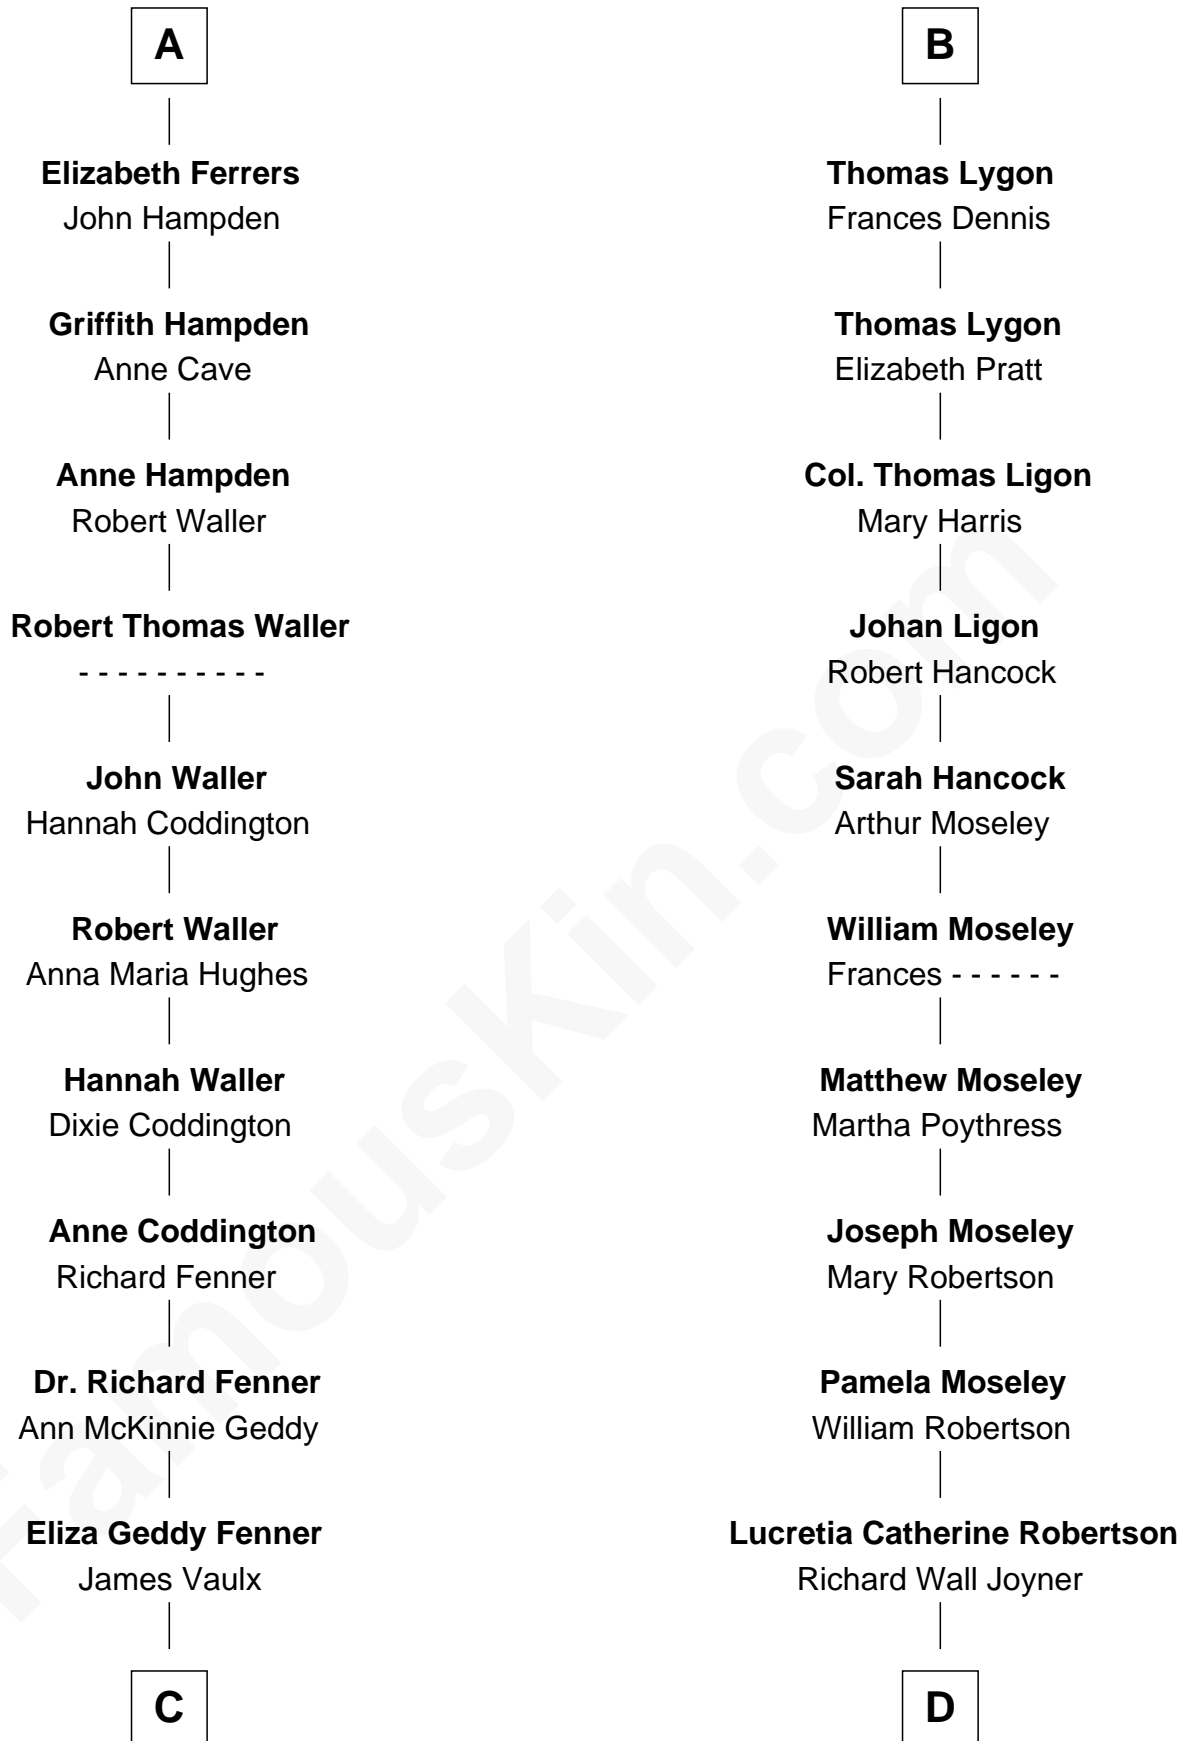 A
Elizabeth Ferrers
John Hampden
Griffith Hampden
Anne Cave
Anne Hampden
Robert Waller
Robert Thomas Waller
- - - - - - - - - -
John Waller
Hannah Coddington
Robert Waller
Anna Maria Hughes
Hannah Waller
Dixie Coddington
Anne Coddington
Richard Fenner
Dr. Richard Fenner
Ann McKinnie Geddy
Eliza Geddy Fenner
James Vaulx
C
B
Thomas Lygon
Frances Dennis
Thomas Lygon
Elizabeth Pratt
Col. Thomas Ligon
Mary Harris
Johan Ligon
Robert Hancock
Sarah Hancock
Arthur Moseley
William Moseley
Frances - - - - - -
Matthew Moseley
Martha Poythress
Joseph Moseley
Mary Robertson
Pamela Moseley
William Robertson
Lucretia Catherine Robertson
Richard Wall Joyner
D
FamousKin.com